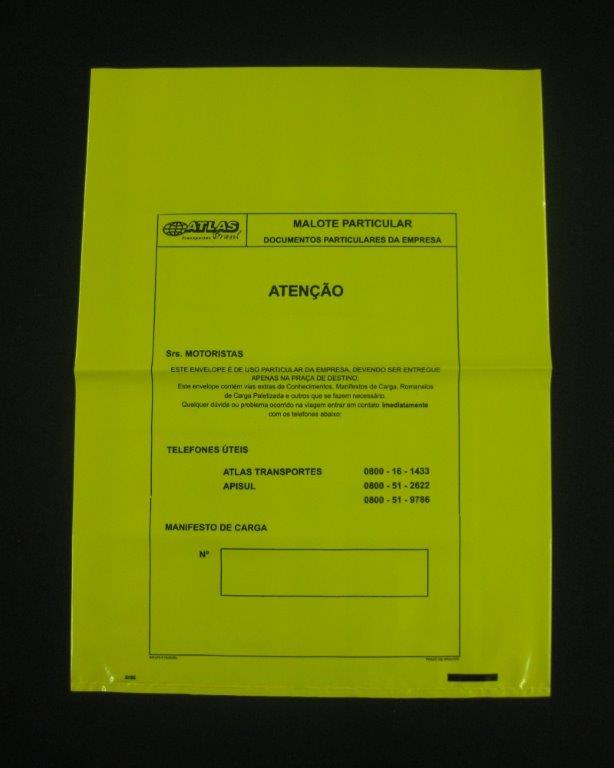 ATLAS
Transportes Brasil
MALOTE PARTICULAR
DOCUMENTOS PARTICULARES DA EMPRESA
ATENÇÃO
Srs. MOTORISTAS
ESTE ENVELOPE É DE USO PARTICULAR DA EMPRESA, DEVENDO SER ENTREGUE
APENAS NA PRAÇA DE DESTINO:
Este envelope contém vias extras de Conhecimentos, Manifestos de Carga, Romaneios
de Carga Paletizada e outros que se fazem necessário.
Qualquer dúvida ou problema ocorrido na viagem entrar em contato imediatamente
com os telefones abaixo:
TELEFONES ÚTEIS
ATLAS TRANSPORTES 0800 - 16 - 1433
APISUL 0800 - 51 - 2622
0800 - 51 - 9786
MANIFESTO DE CARGA
Nº